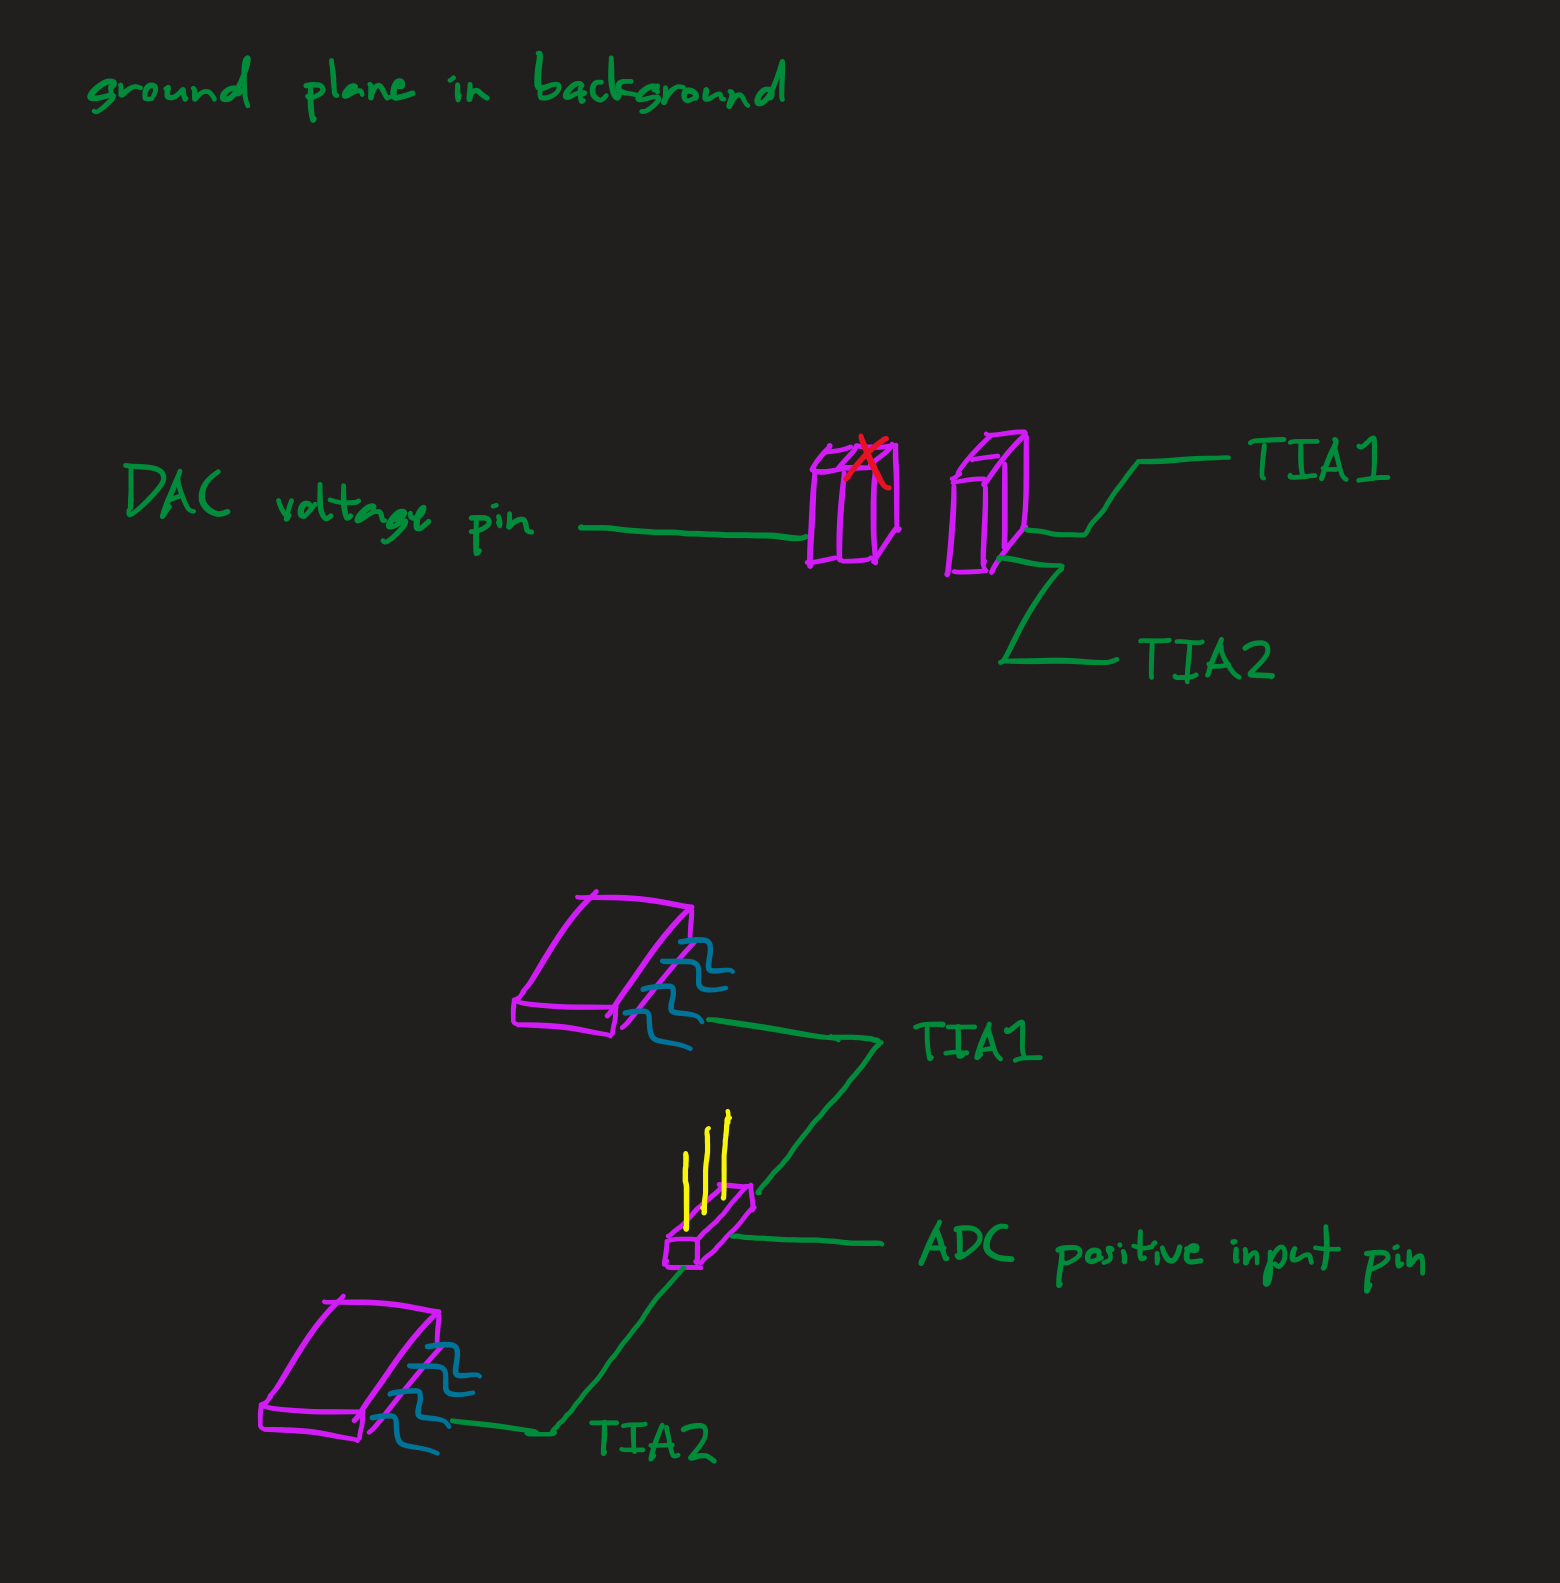 ground plane in background
DAC voltage pin
TIA1
TIA2
TIA1
ADC positive input pin
TIA2